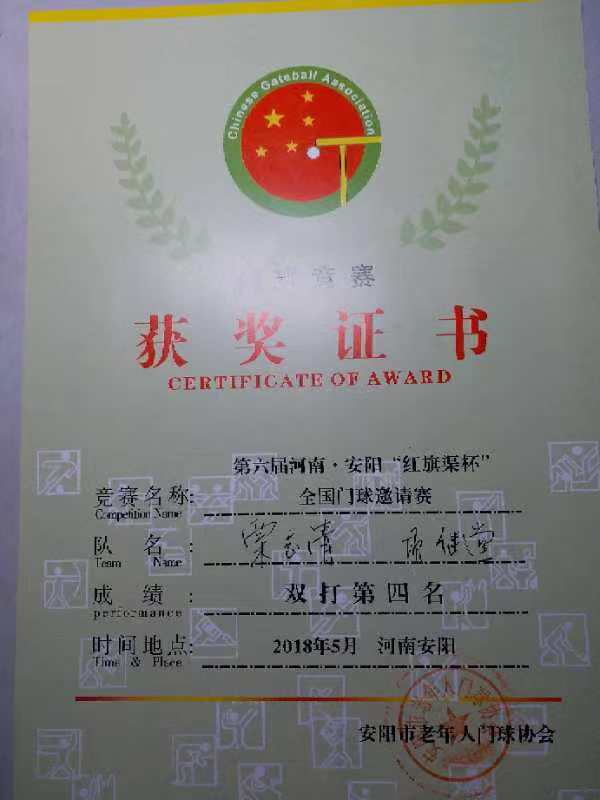 Chinese Gateball Association
竞赛
获奖证书
CERTIFICATE OF AWARD
第六届河南·安阳“红旗渠杯”
竞赛名称: 全国门球邀请赛
Competition Name
队名:
Team Name
成绩: 双打第四名
performance
时间地点: 2018年5月 河南安阳
Time & Place
安阳市老年人门球协会